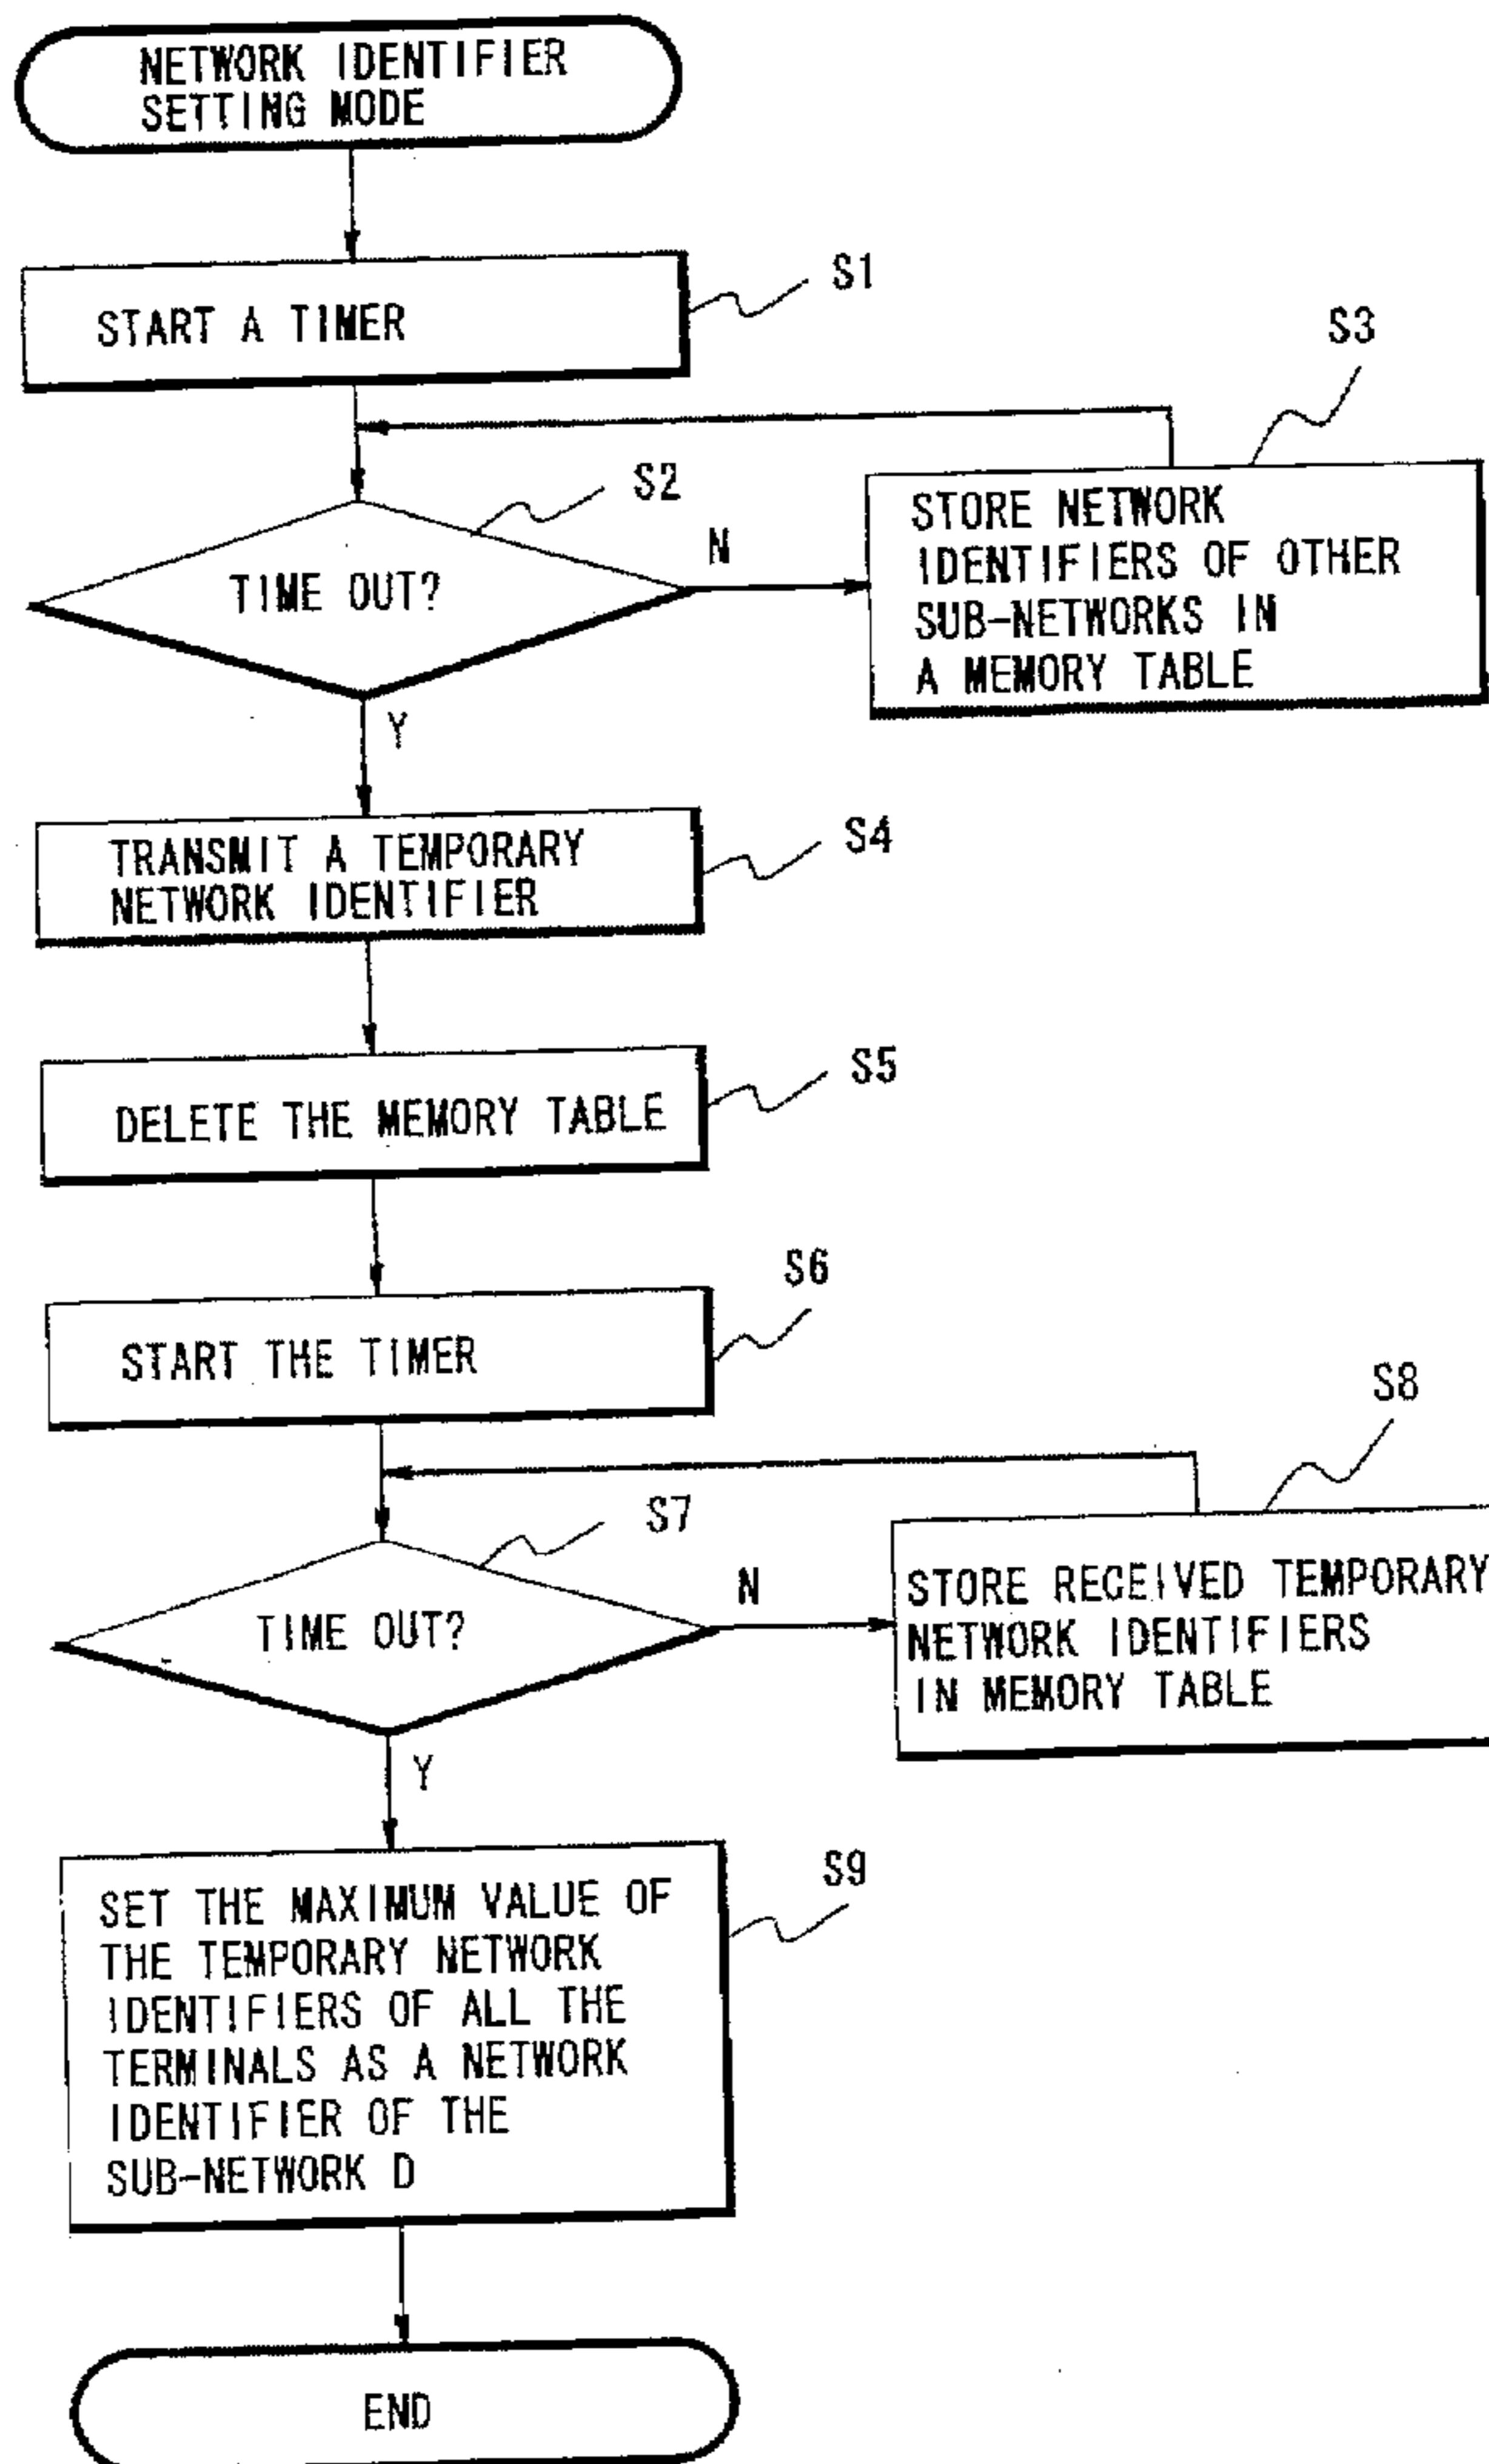 NETWORK IDENTIFIER
SETTING MODE
START A TIMER
S1
S3
S2
TIME OUT?
N
STORE NETWORK
IDENTIFIERS OF OTHER
SUB-NETWORKS IN
A MEMORY TABLE
Y
TRANSMIT A TEMPORARY
NETWORK IDENTIFIER
S4
DELETE THE MEMORY TABLE
S5
START THE TIMER
S6
S8
S7
TIME OUT?
N
STORE RECEIVED TEMPORARY
NETWORK IDENTIFIERS
IN MEMORY TABLE
Y
SET THE MAXIMUM VALUE OF
THE TEMPORARY NETWORK
IDENTIFIERS OF ALL THE
TERMINALS AS A NETWORK
IDENTIFIER OF THE
SUB-NETWORK D
S9
END